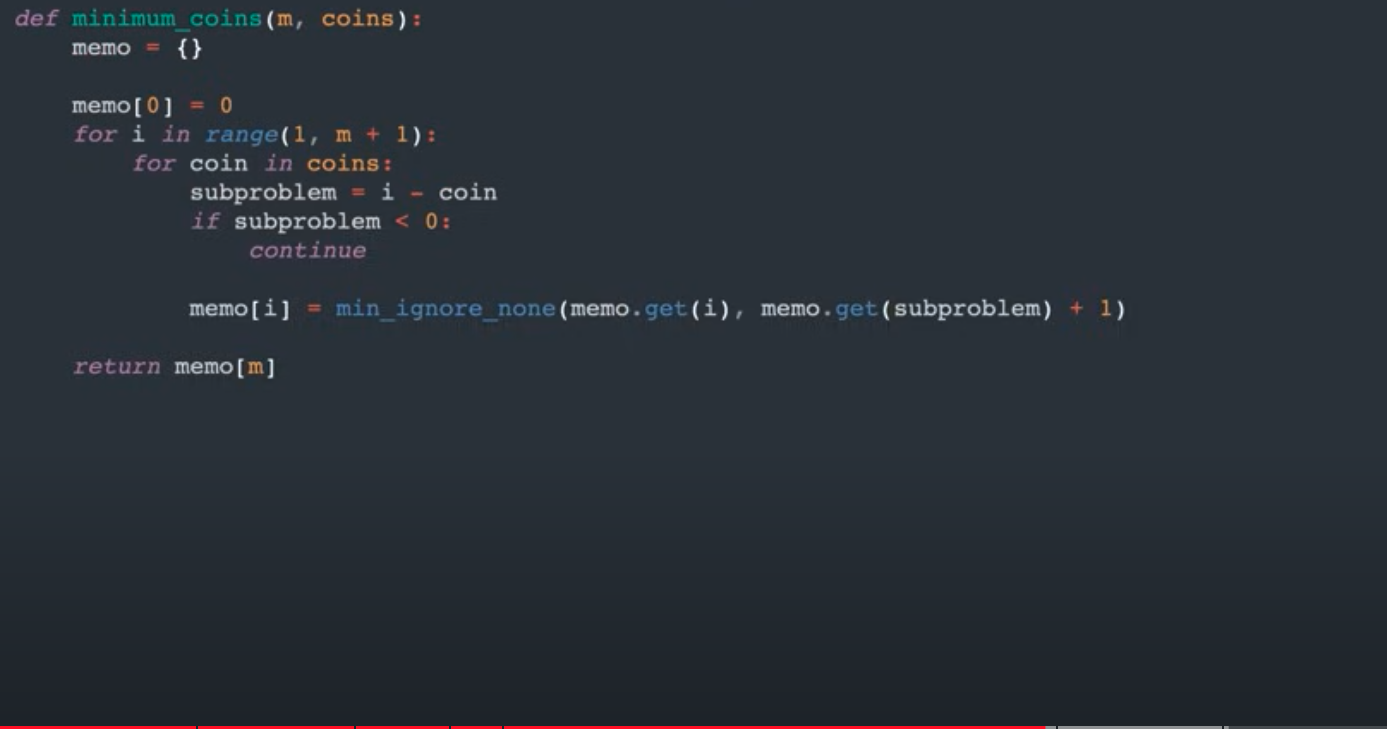 def minimum_coins(m, coins):
    memo = {}
    memo[0] = 0
    for i in range(1, m + 1):
        for coin in coins:
            subproblem = i - coin
            if subproblem < 0:
                continue
            memo[i] = min_ignore_none(memo.get(i), memo.get(subproblem) + 1)
    return memo[m]